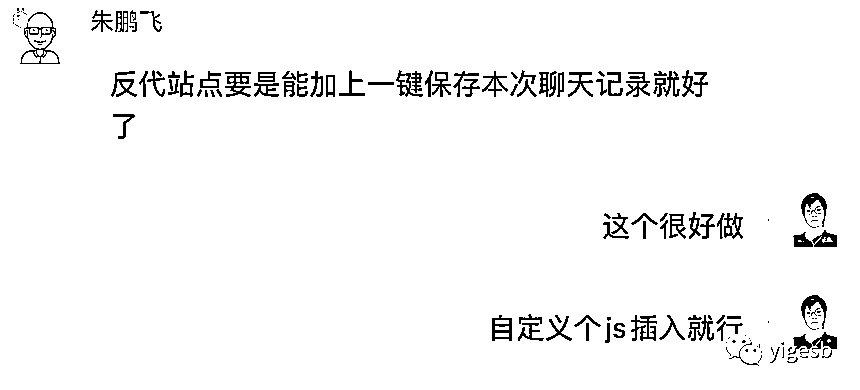 朱鹏飞
反代站点要是能加上一键保存本次聊天记录就好
了
这个很好做
自定义个js插入就行
yigesb